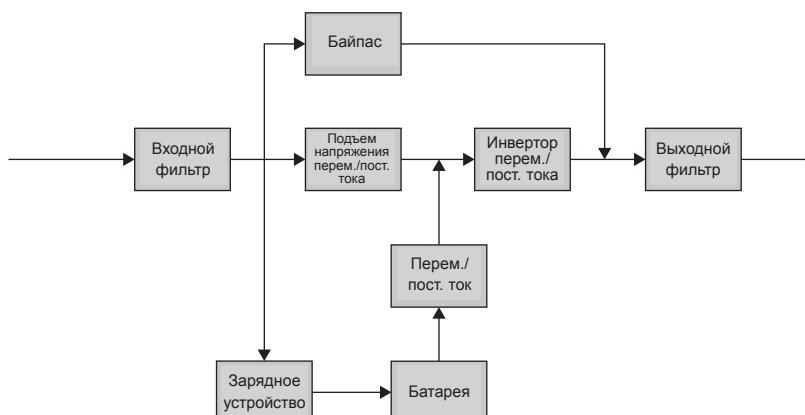 Байпас
Входной
фильтр
Подъем
напряжения
перем./пост.
тока
Инвертор
перем./
пост. тока
Выходной
фильтр
Перем./
пост. ток
Зарядное
устройство
Батарея